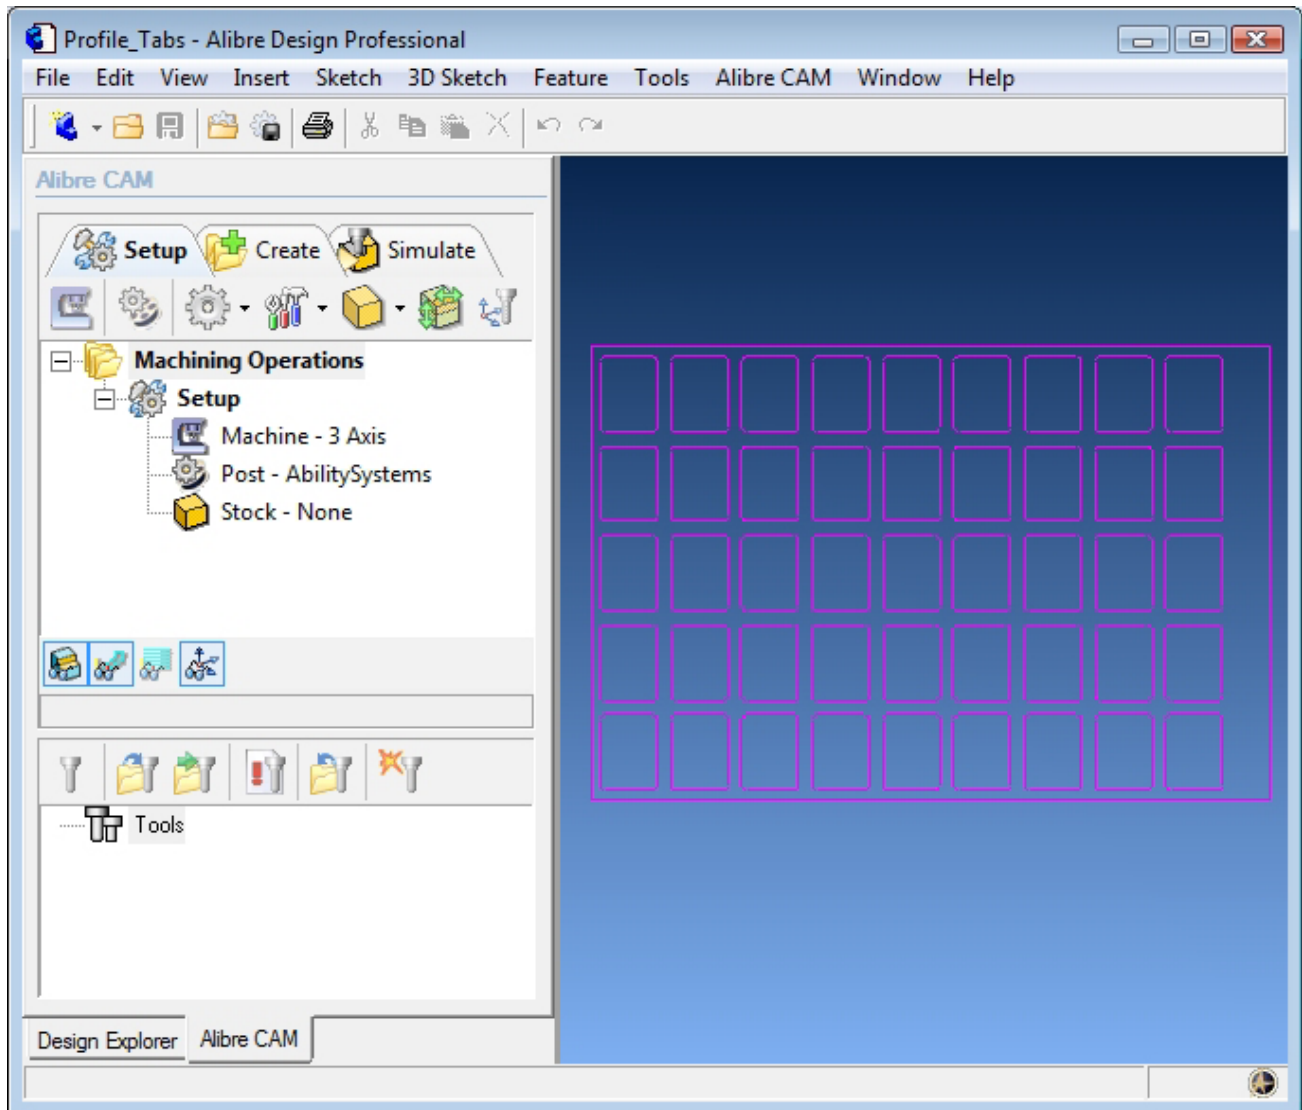 Profile_Tabs - Alibre Design Professional
File Edit View Insert Sketch 3D Sketch Feature Tools Alibre CAM Window Help
Alibre CAM
Setup Create Simulate
Machining Operations
Setup
Machine - 3 Axis
Post - AbilitySystems
Stock - None
Tools
Design Explorer Alibre CAM